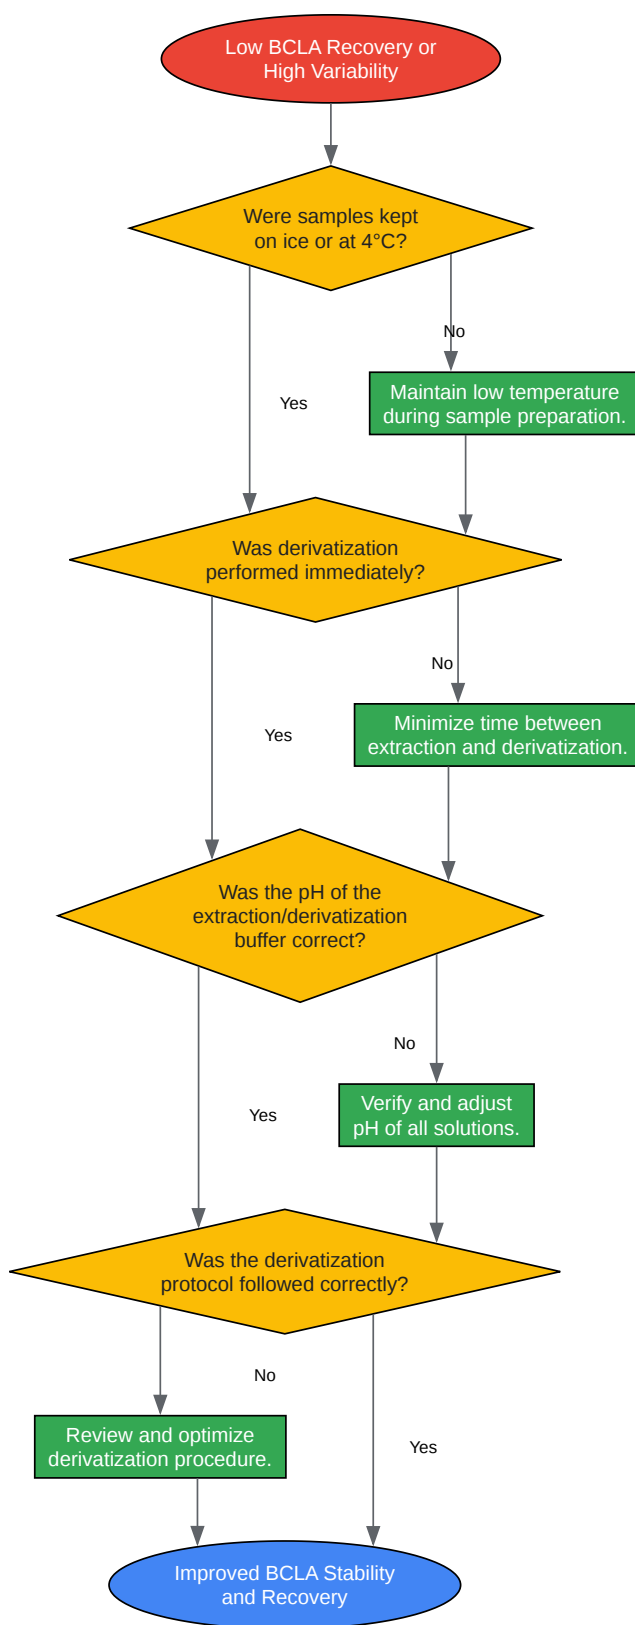 Low BCLA Recovery or
High Variability
Were samples kept
on ice or at 4°C?
No
Yes
Maintain low temperature
during sample preparation.
Was derivatization
performed immediately?
No
Yes
Minimize time between
extraction and derivatization.
Was the pH of the
extraction/derivatization
buffer correct?
No
Yes
Verify and adjust
pH of all solutions.
Was the derivatization
protocol followed correctly?
No
Yes
Review and optimize
derivatization procedure.
Improved BCLA Stability
and Recovery